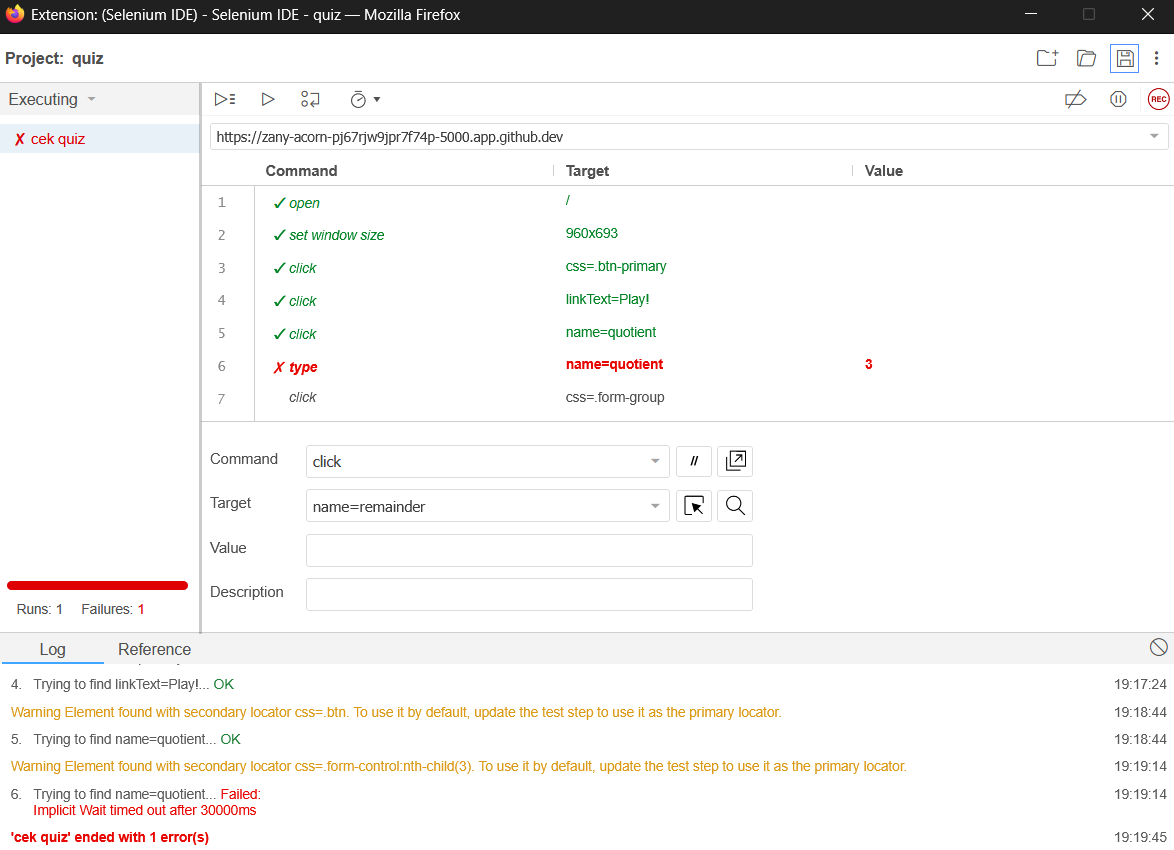 Extension: (Selenium IDE) - Selenium IDE - quiz — Mozilla Firefox
Project: quiz
Executing
REC
✗ cek quiz
https://zany-acorn-pj67rjw9jpr7f74p-5000.app.github.dev
Command Target Value
1 ✓ open /
2 ✓ set window size 960x693
3 ✓ click css=.btn-primary
4 ✓ click linkText=Play!
5 ✓ click name=quotient
6 ✗ type name=quotient 3
7 click css=.form-group
Command click //
Target name=remainder
Value
Description
Runs: 1 Failures: 1
Log Reference
4. Trying to find linkText=Play!... OK 19:17:24
Warning Element found with secondary locator css=.btn. To use it by default, update the test step to use it as the primary locator. 19:18:44
5. Trying to find name=quotient... OK 19:18:44
Warning Element found with secondary locator css=.form-control:nth-child(3). To use it by default, update the test step to use it as the primary locator. 19:19:14
6. Trying to find name=quotient... Failed: 19:19:14
Implicit Wait timed out after 30000ms
'cek quiz' ended with 1 error(s) 19:19:45